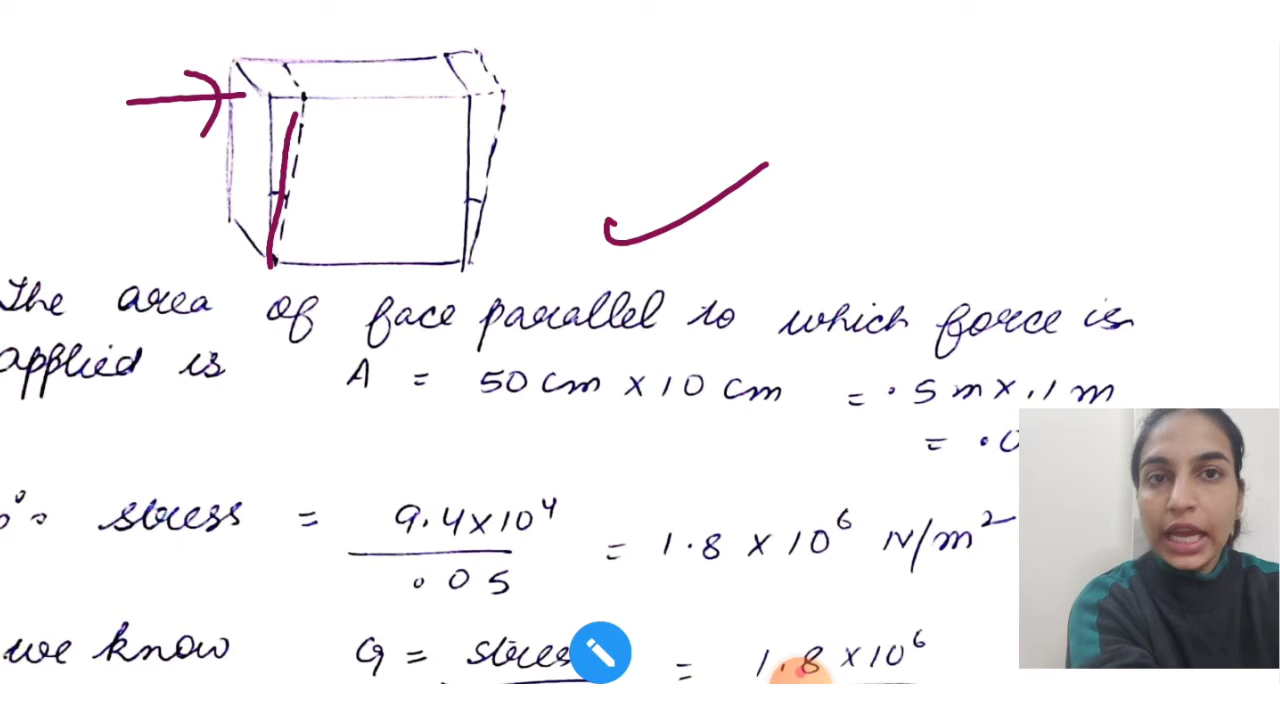 The area of face parallel to which force is
applied is A = 50 cm × 10 cm = .5 m × .1 m
= .0
stress = 9.4×10⁴ / .05 = 1.8 × 10⁶ N/m²
we know G = stress = 1.8 ×10⁶